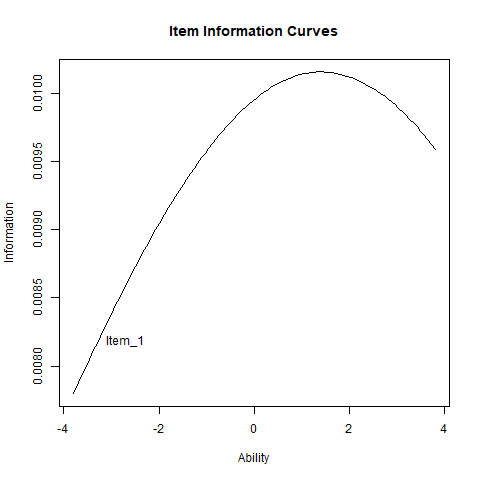 Item Information Curves
Information
0.0100
0.0095
0.0090
0.0085
0.0080
Item_1
-4 -2 0 2 4
Ability